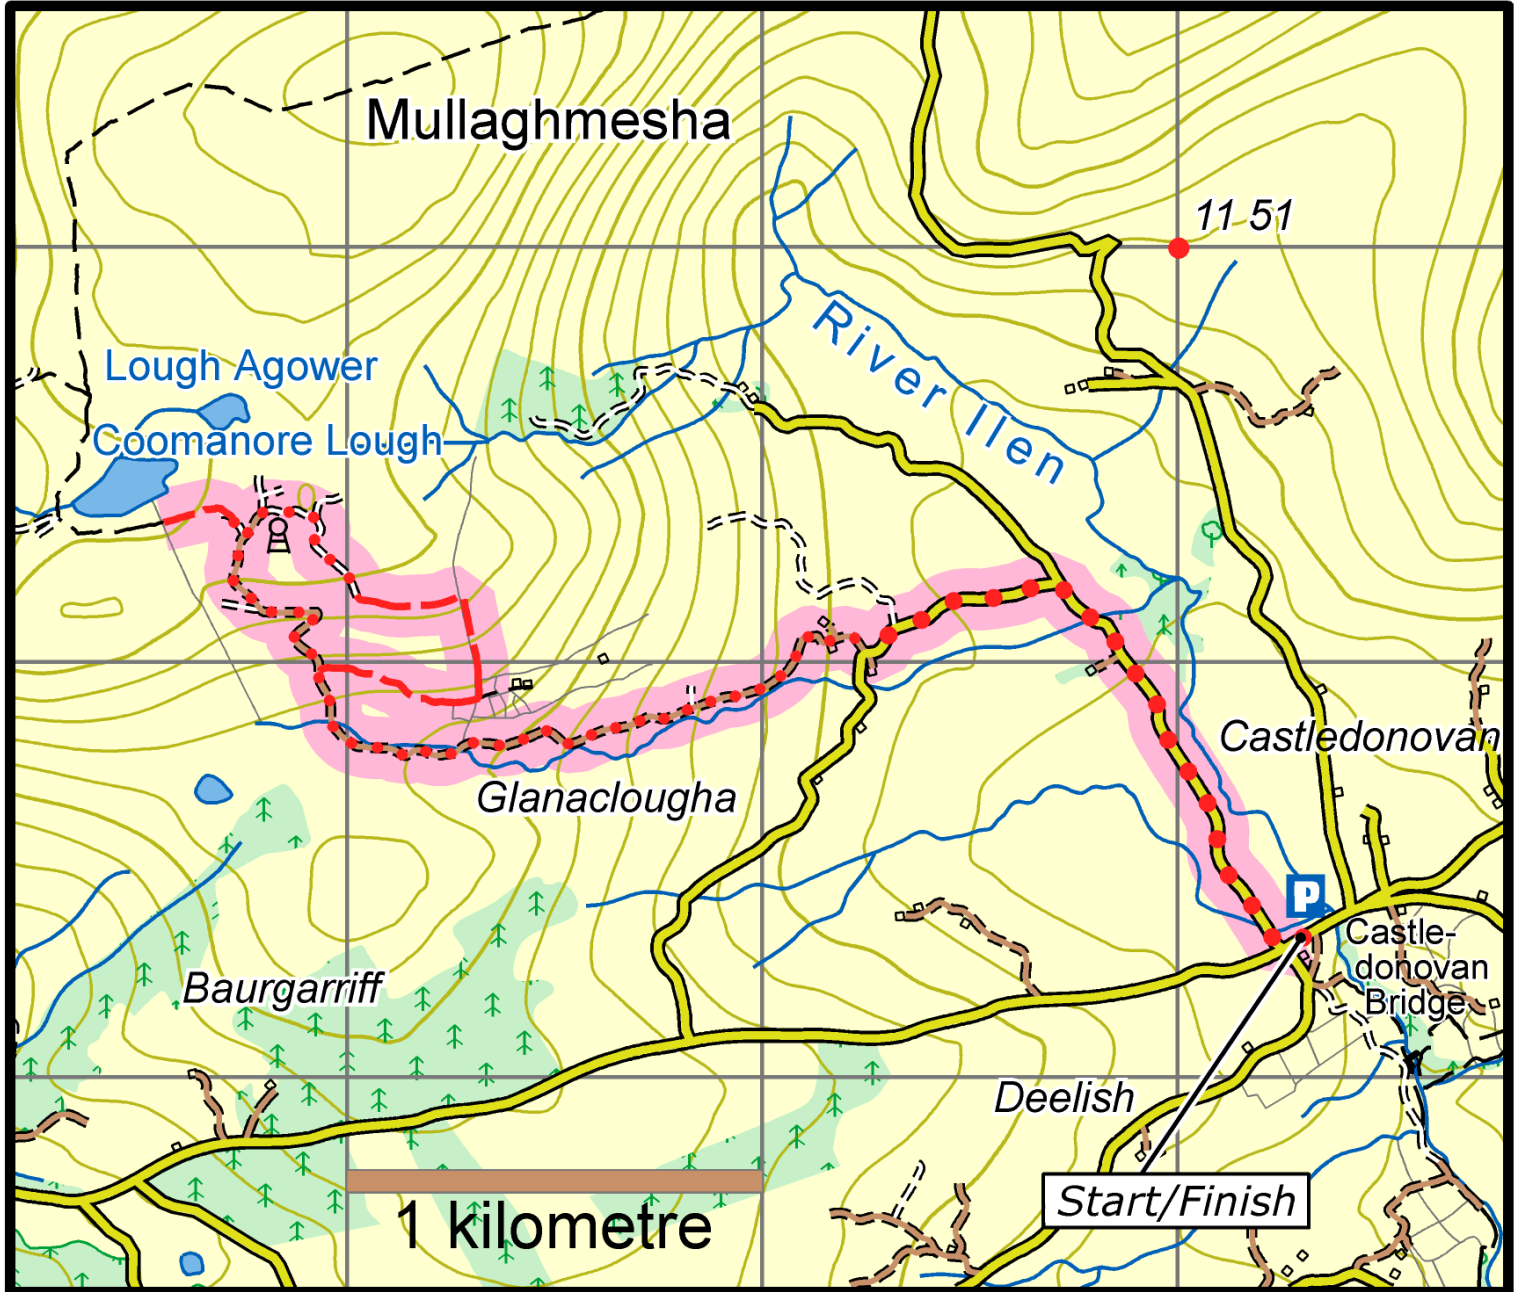 Mullaghmesha
11 51
River Ilen
Lough Agower
Coomanore Lough
Castledonovan
Glanaclougha
P
Castle-
donovan
Bridge
Baurgarriff
Deelish
Start/Finish
1 kilometre